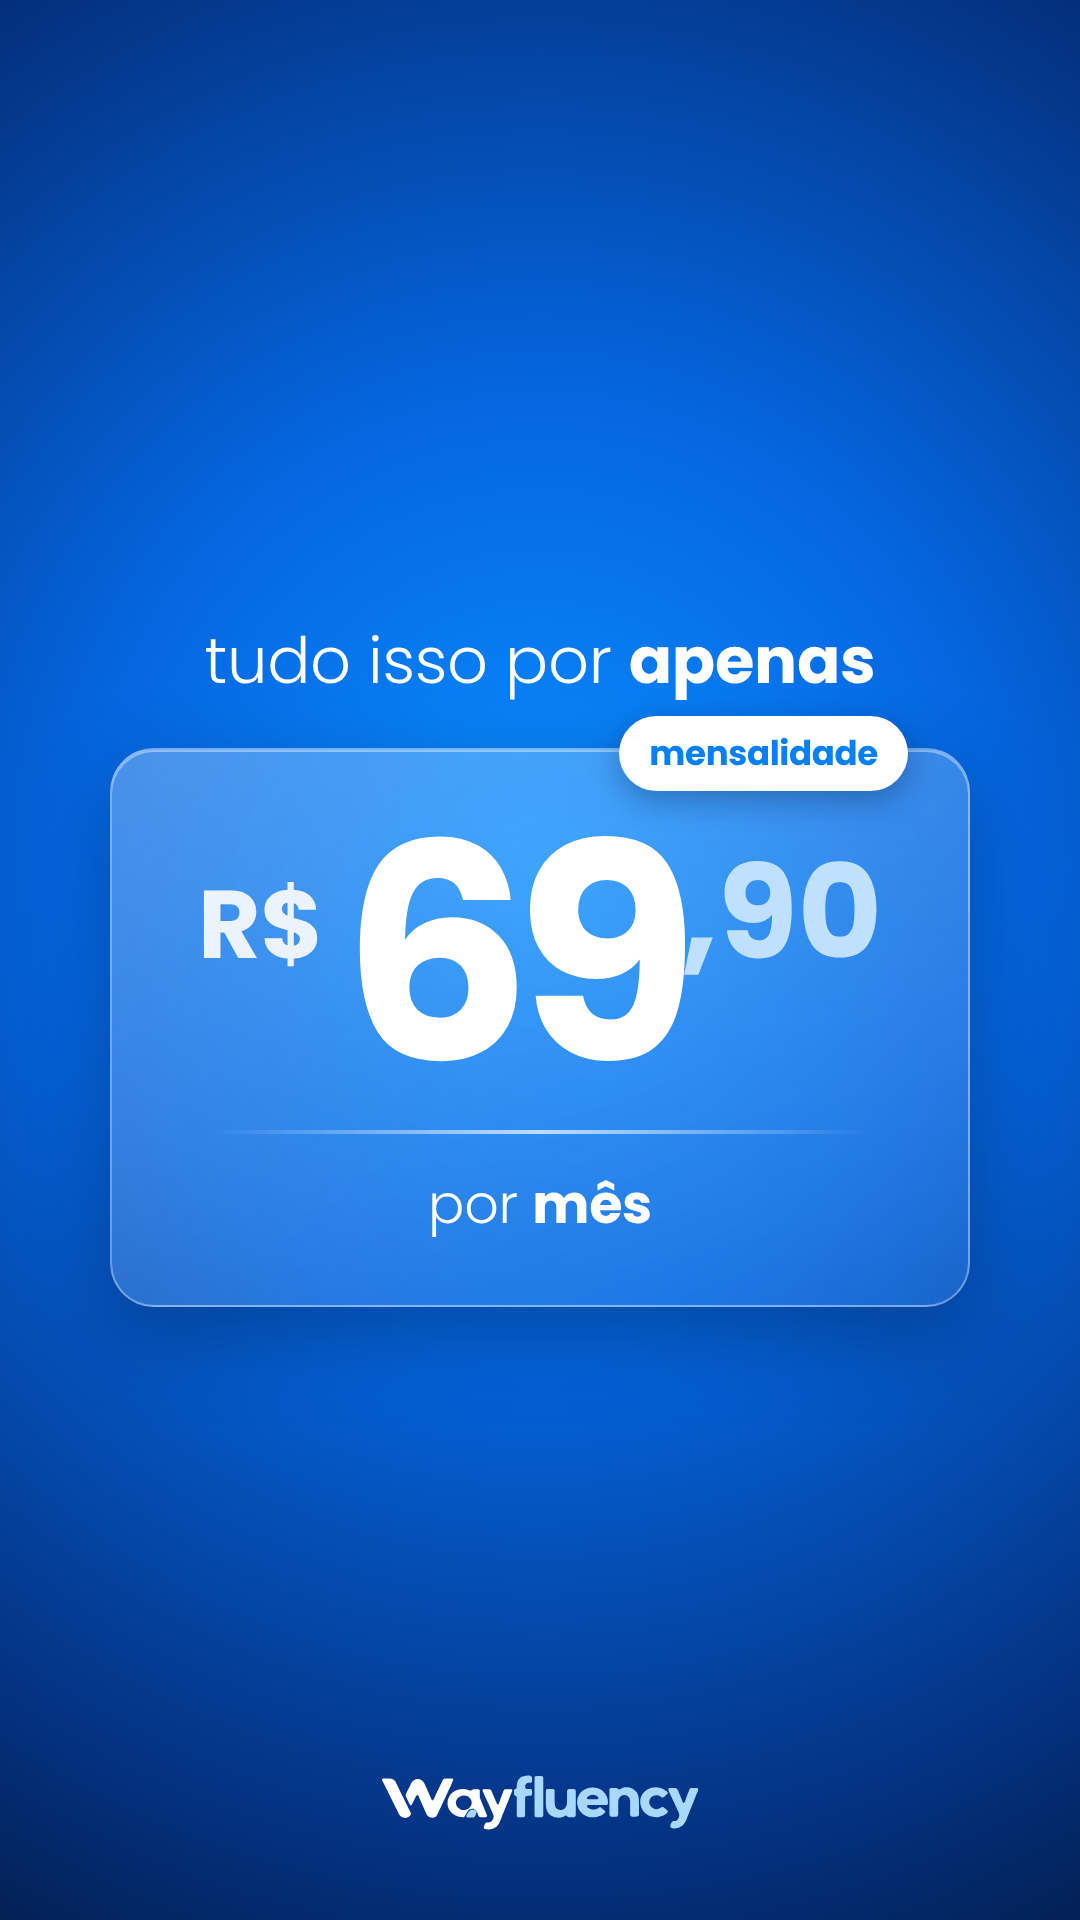 tudo isso por apenas
mensalidade
R$ 69,90
por mês
Wayfluency